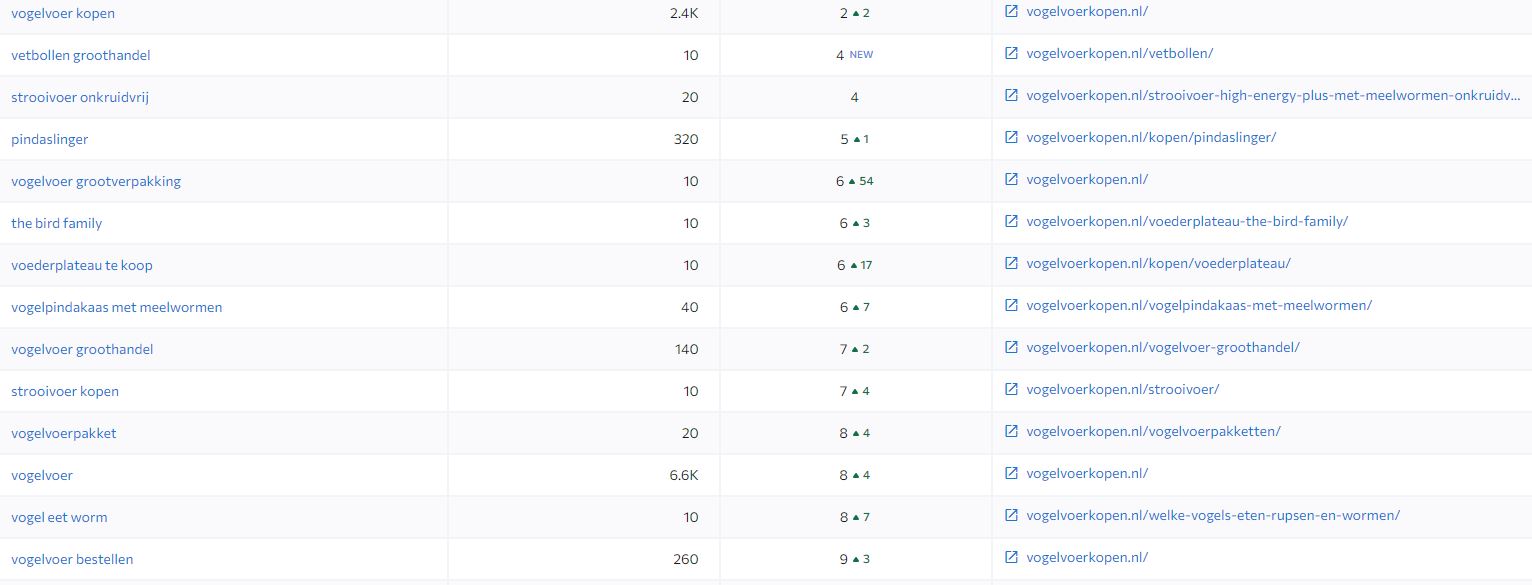 vogelvoer kopen 2.4K 2 ▲ 2 vogelvoerkopen.nl/
vetbollen groothandel 10 4 NEW vogelvoerkopen.nl/vetbollen/
strooivoer onkruidvrij 20 4 vogelvoerkopen.nl/strooivoer-high-energy-plus-met-meelwormen-onkruidv...
pindaslinger 320 5 ▲ 1 vogelvoerkopen.nl/kopen/pindaslinger/
vogelvoer grootverpakking 10 6 ▲ 54 vogelvoerkopen.nl/
the bird family 10 6 ▲ 3 vogelvoerkopen.nl/voederplateau-the-bird-family/
voederplateau te koop 10 6 ▲ 17 vogelvoerkopen.nl/kopen/voederplateau/
vogelpindakaas met meelwormen 40 6 ▲ 7 vogelvoerkopen.nl/vogelpindakaas-met-meelwormen/
vogelvoer groothandel 140 7 ▲ 2 vogelvoerkopen.nl/vogelvoer-groothandel/
strooivoer kopen 10 7 ▲ 4 vogelvoerkopen.nl/strooivoer/
vogelvoerpakket 20 8 ▲ 4 vogelvoerkopen.nl/vogelvoerpakketten/
vogelvoer 6.6K 8 ▲ 4 vogelvoerkopen.nl/
vogel eet worm 10 8 ▲ 7 vogelvoerkopen.nl/welke-vogels-eten-rupsen-en-wormen/
vogelvoer bestellen 260 9 ▲ 3 vogelvoerkopen.nl/